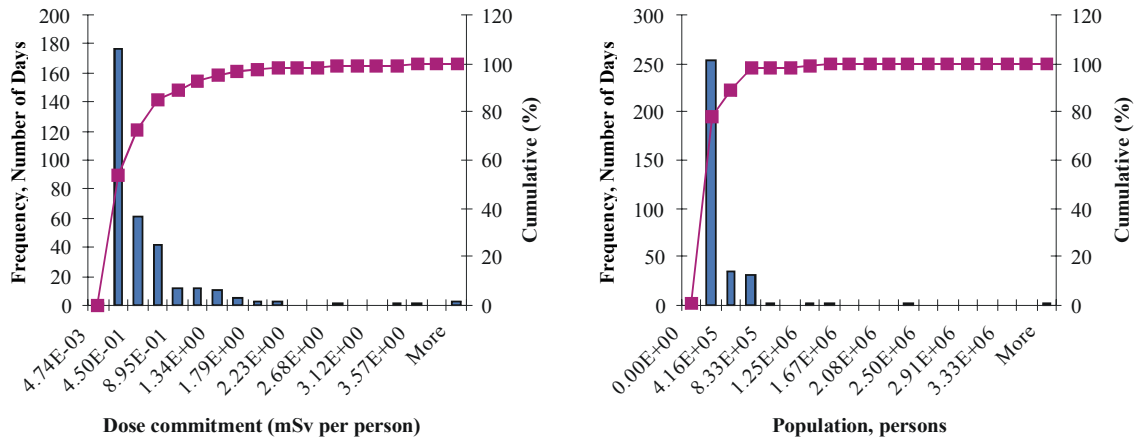 Frequency, Number of Days
200
180
160
140
120
100
80
60
40
20
0
120
100
80
60
40
20
0
Cumulative (%)
4.74E-03
4.50E-01
8.95E-01
1.34E+00
1.79E+00
2.23E+00
2.68E+00
3.12E+00
3.57E+00
More
Dose commitment (mSv per person)
Frequency, Number of Days
300
250
200
150
100
50
0
120
100
80
60
40
20
0
Cumulative (%)
0.00E+00
4.16E+05
8.33E+05
1.25E+06
1.67E+06
2.08E+06
2.50E+06
2.91E+06
3.33E+06
More
Population, persons